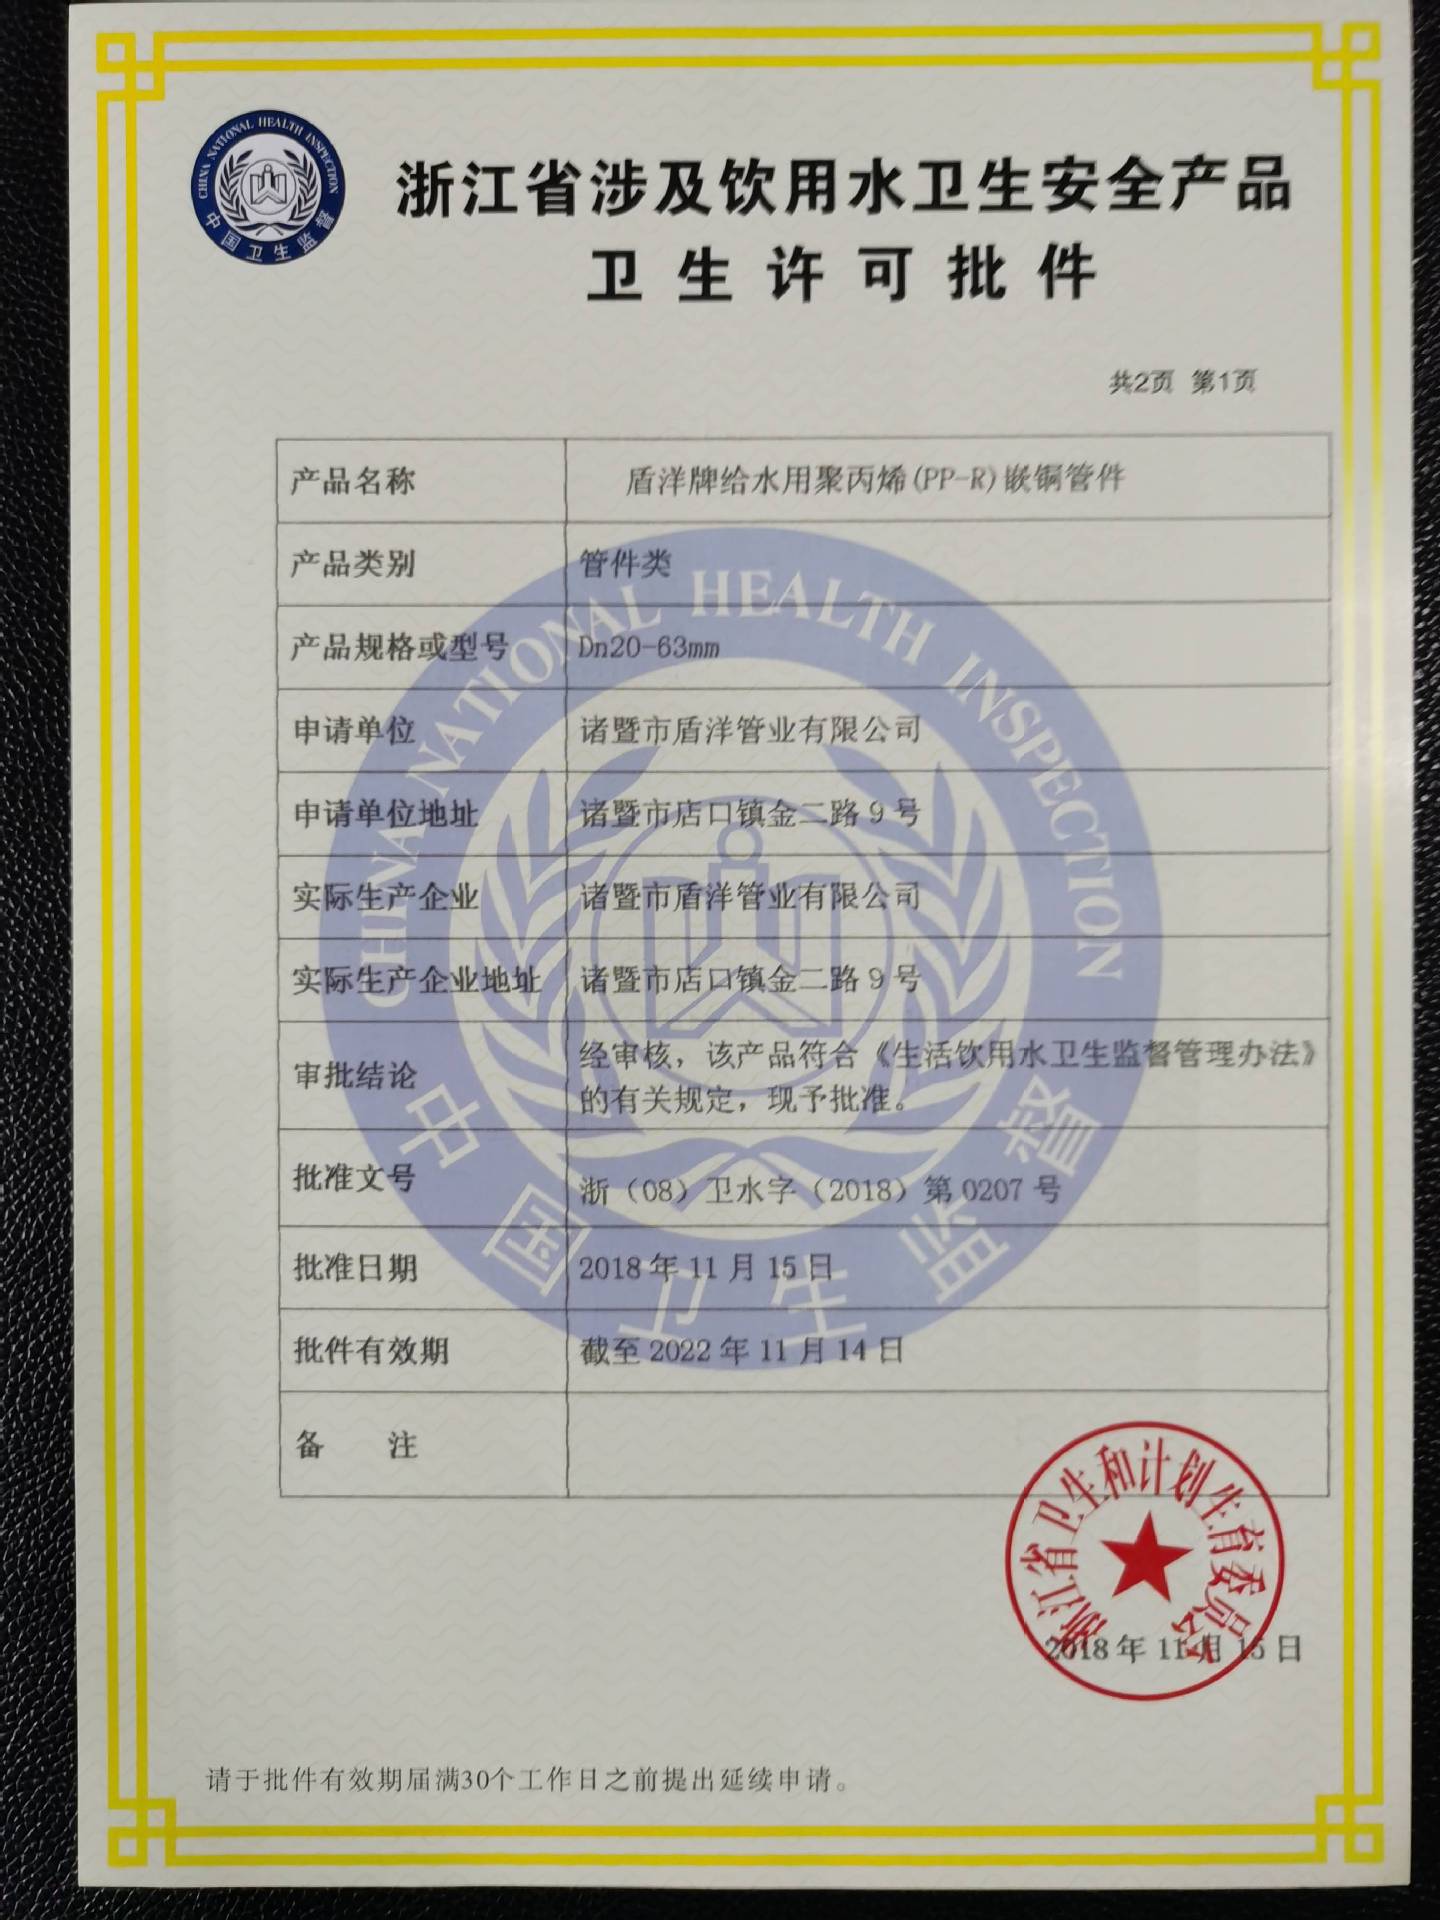 CHINA NATIONAL HEALTH INSPECTION
中国卫生监督
浙江省涉及饮用水卫生安全产品
卫生许可批件
共2页 第1页
产品名称 盾洋牌给水用聚丙烯(PP-R)嵌铜管件
产品类别 管件类
产品规格或型号 Dn20-63mm
申请单位 诸暨市盾洋管业有限公司
申请单位地址 诸暨市店口镇金二路9号
实际生产企业 诸暨市盾洋管业有限公司
实际生产企业地址 诸暨市店口镇金二路9号
审批结论 经审核，该产品符合《生活饮用水卫生监督管理办法》
的有关规定，现予批准。
批准文号 浙（08）卫水字（2018）第0207号
批准日期 2018年11月15日
批件有效期 截至2022年11月14日
备 注
CHINA NATIONAL HEALTH INSPECTION
中国卫生监督
浙江省卫生和计划生育委员会
2018年11月15日
请于批件有效期届满30个工作日之前提出延续申请。